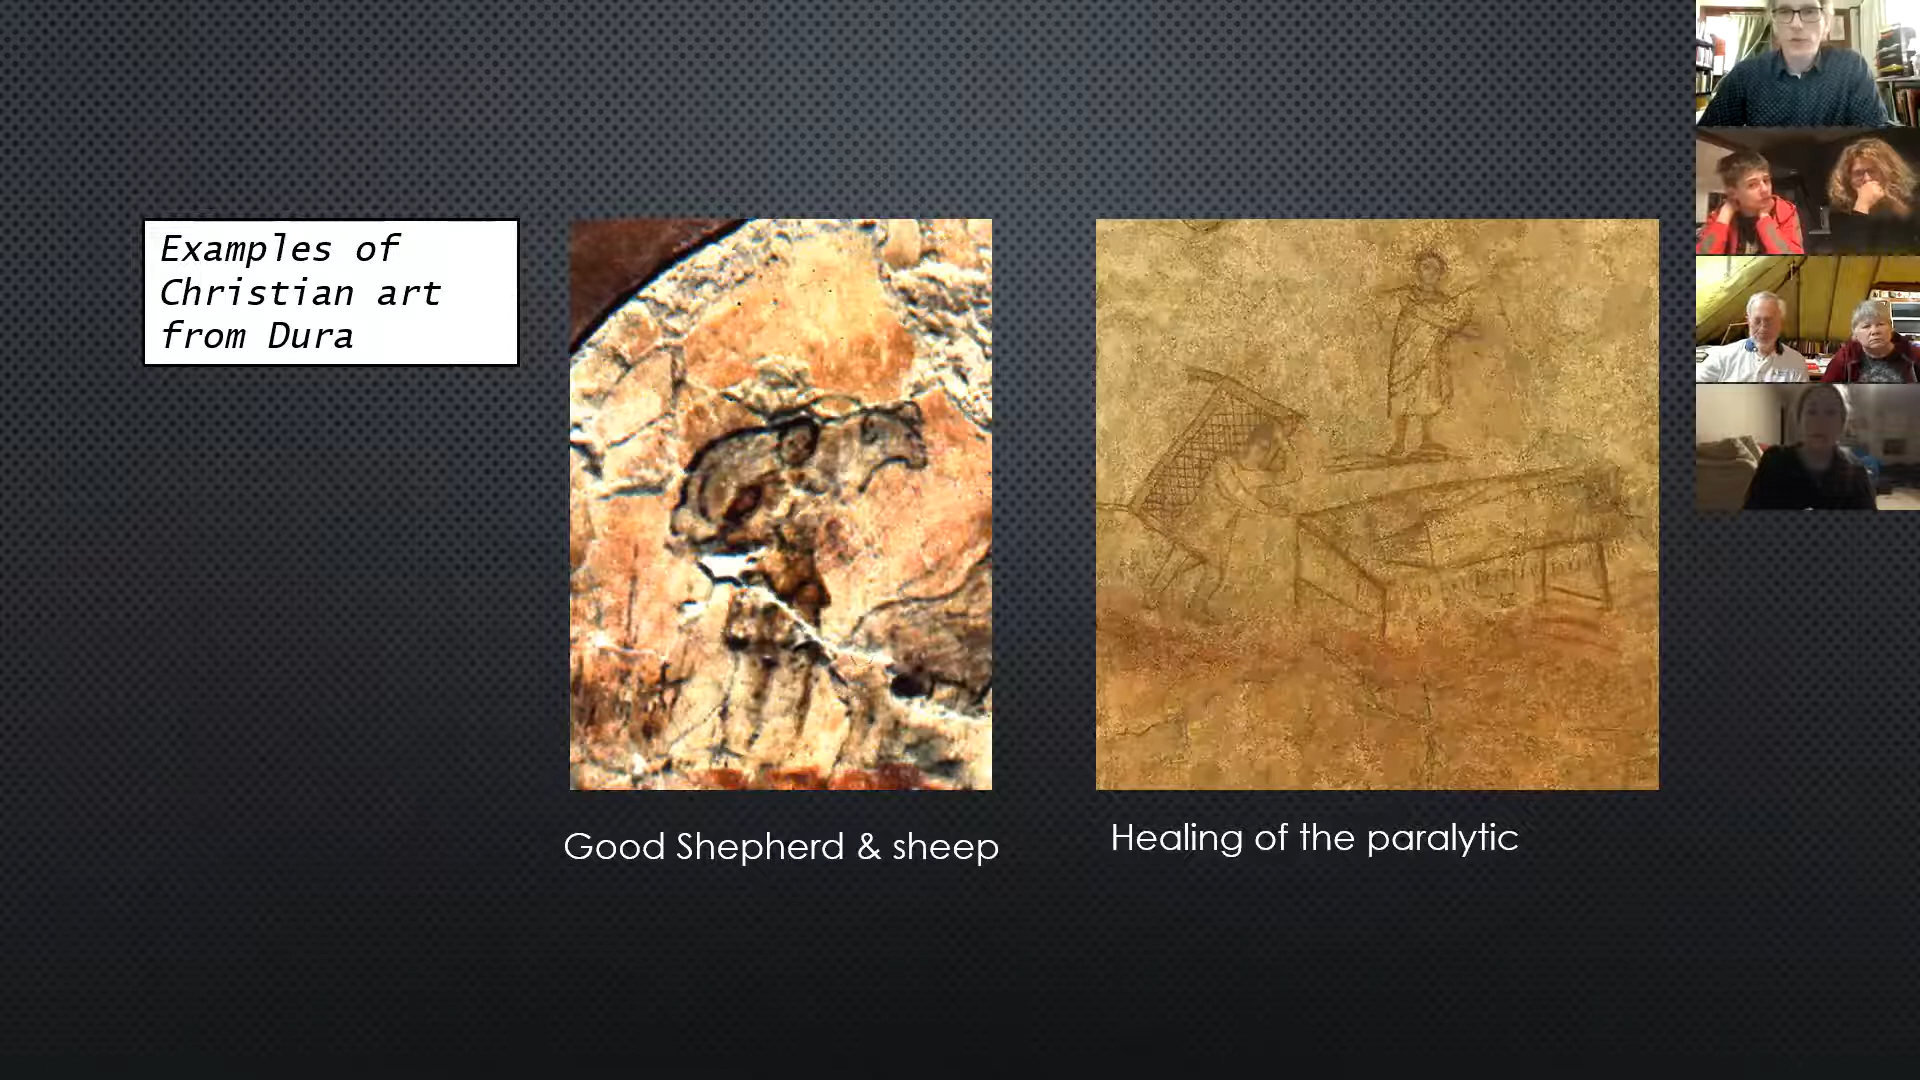 Examples of
Christian art
from Dura
Good Shepherd & sheep
Healing of the paralytic